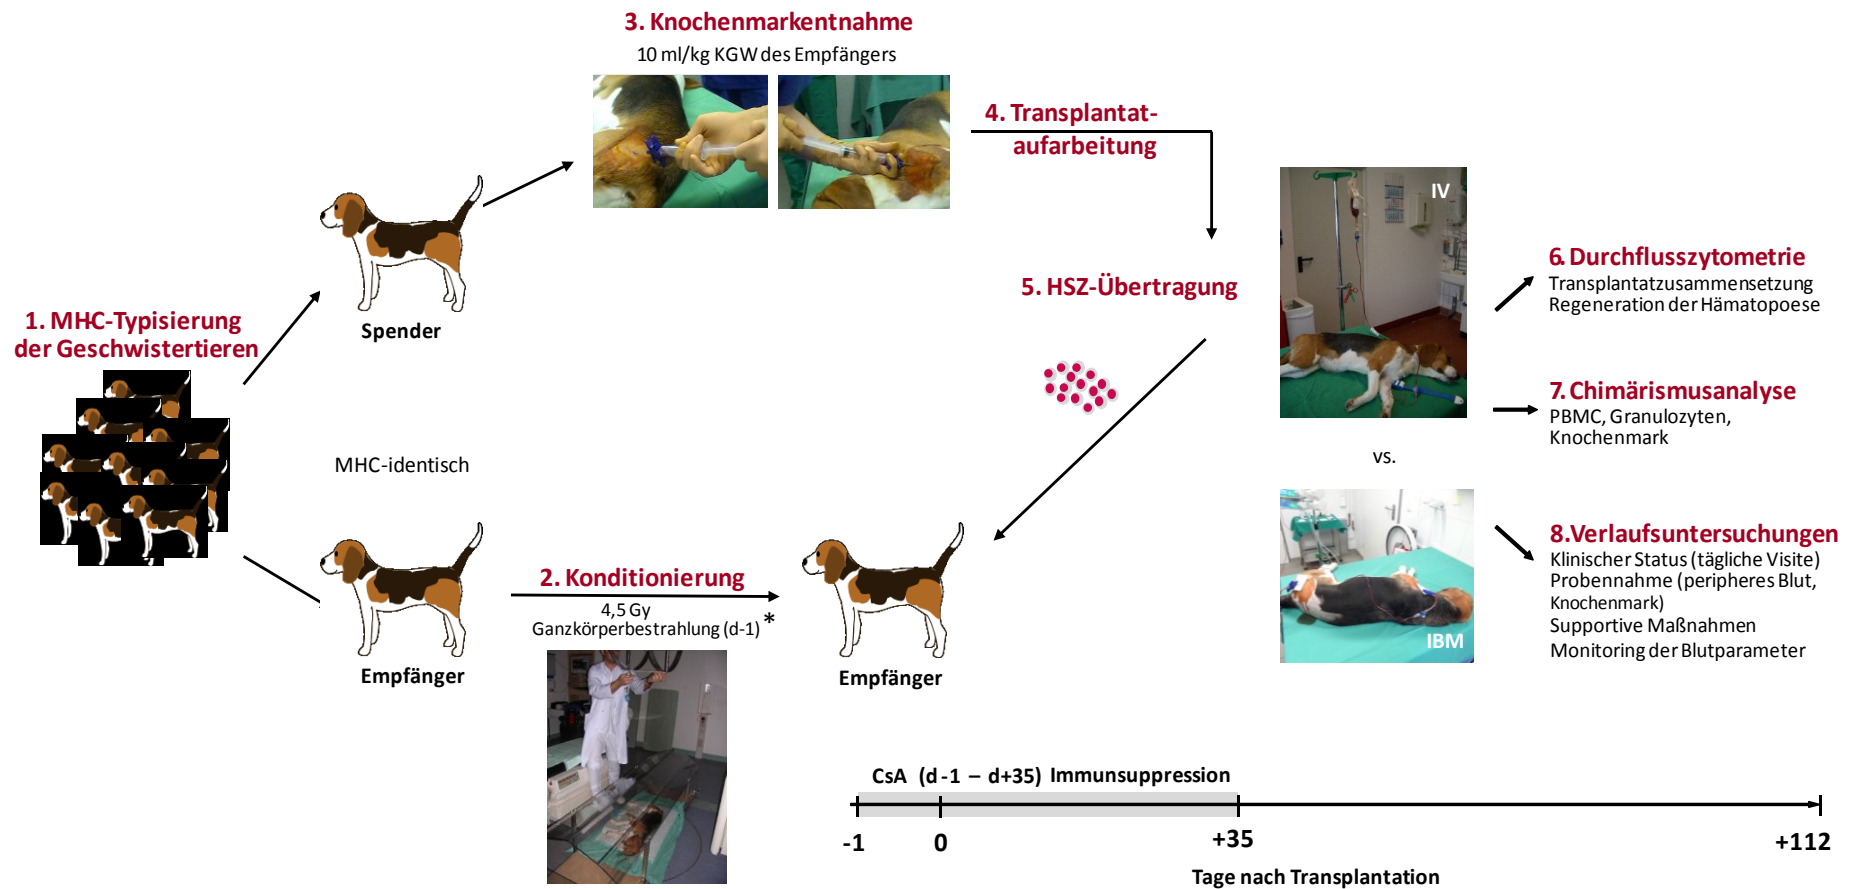 3. Knochenmarkentnahme
10 ml/kg KGW des Empfängers
4. Transplantat-
aufarbeitung
IV
6. Durchflusszytometrie
Transplantatzusammensetzung
Regeneration der Hämatopoese
5. HSZ-Übertragung
1. MHC-Typisierung
der Geschwistertieren
Spender
7. Chimärismusanalyse
PBMC, Granulozyten,
Knochenmark
MHC-identisch
vs.
8.Verlaufsuntersuchungen
Klinischer Status (tägliche Visite)
Probennahme (peripheres Blut,
Knochenmark)
Supportive Maßnahmen
Monitoring der Blutparameter
IBM
2. Konditionierung
4,5 Gy
Ganzkörperbestrahlung (d-1) *
Empfänger
Empfänger
CsA (d -1 – d+35) Immunsuppression
-1 0 +35 +112
Tage nach Transplantation